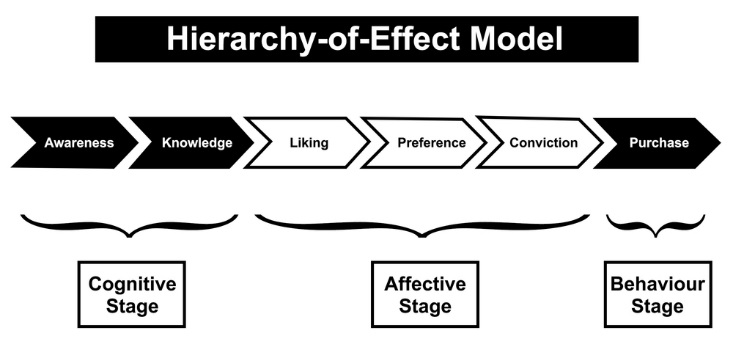 Hierarchy-of-Effect Model
Awareness
Knowledge
Liking
Preference
Conviction
Purchase
Cognitive
Stage
Affective
Stage
Behaviour
Stage